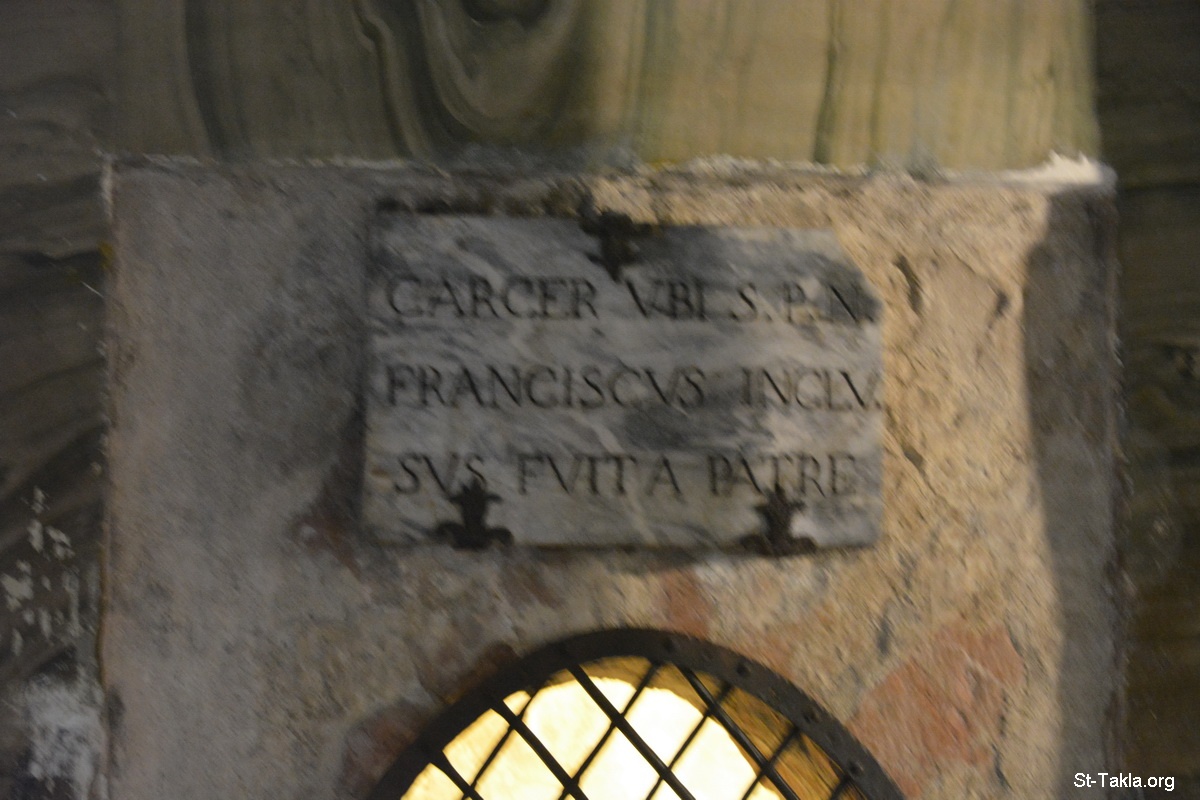 CARCER VBI S. P. N.
FRANCISCVS INCLV.
SVS FVIT A PATRE
St-Takla.org